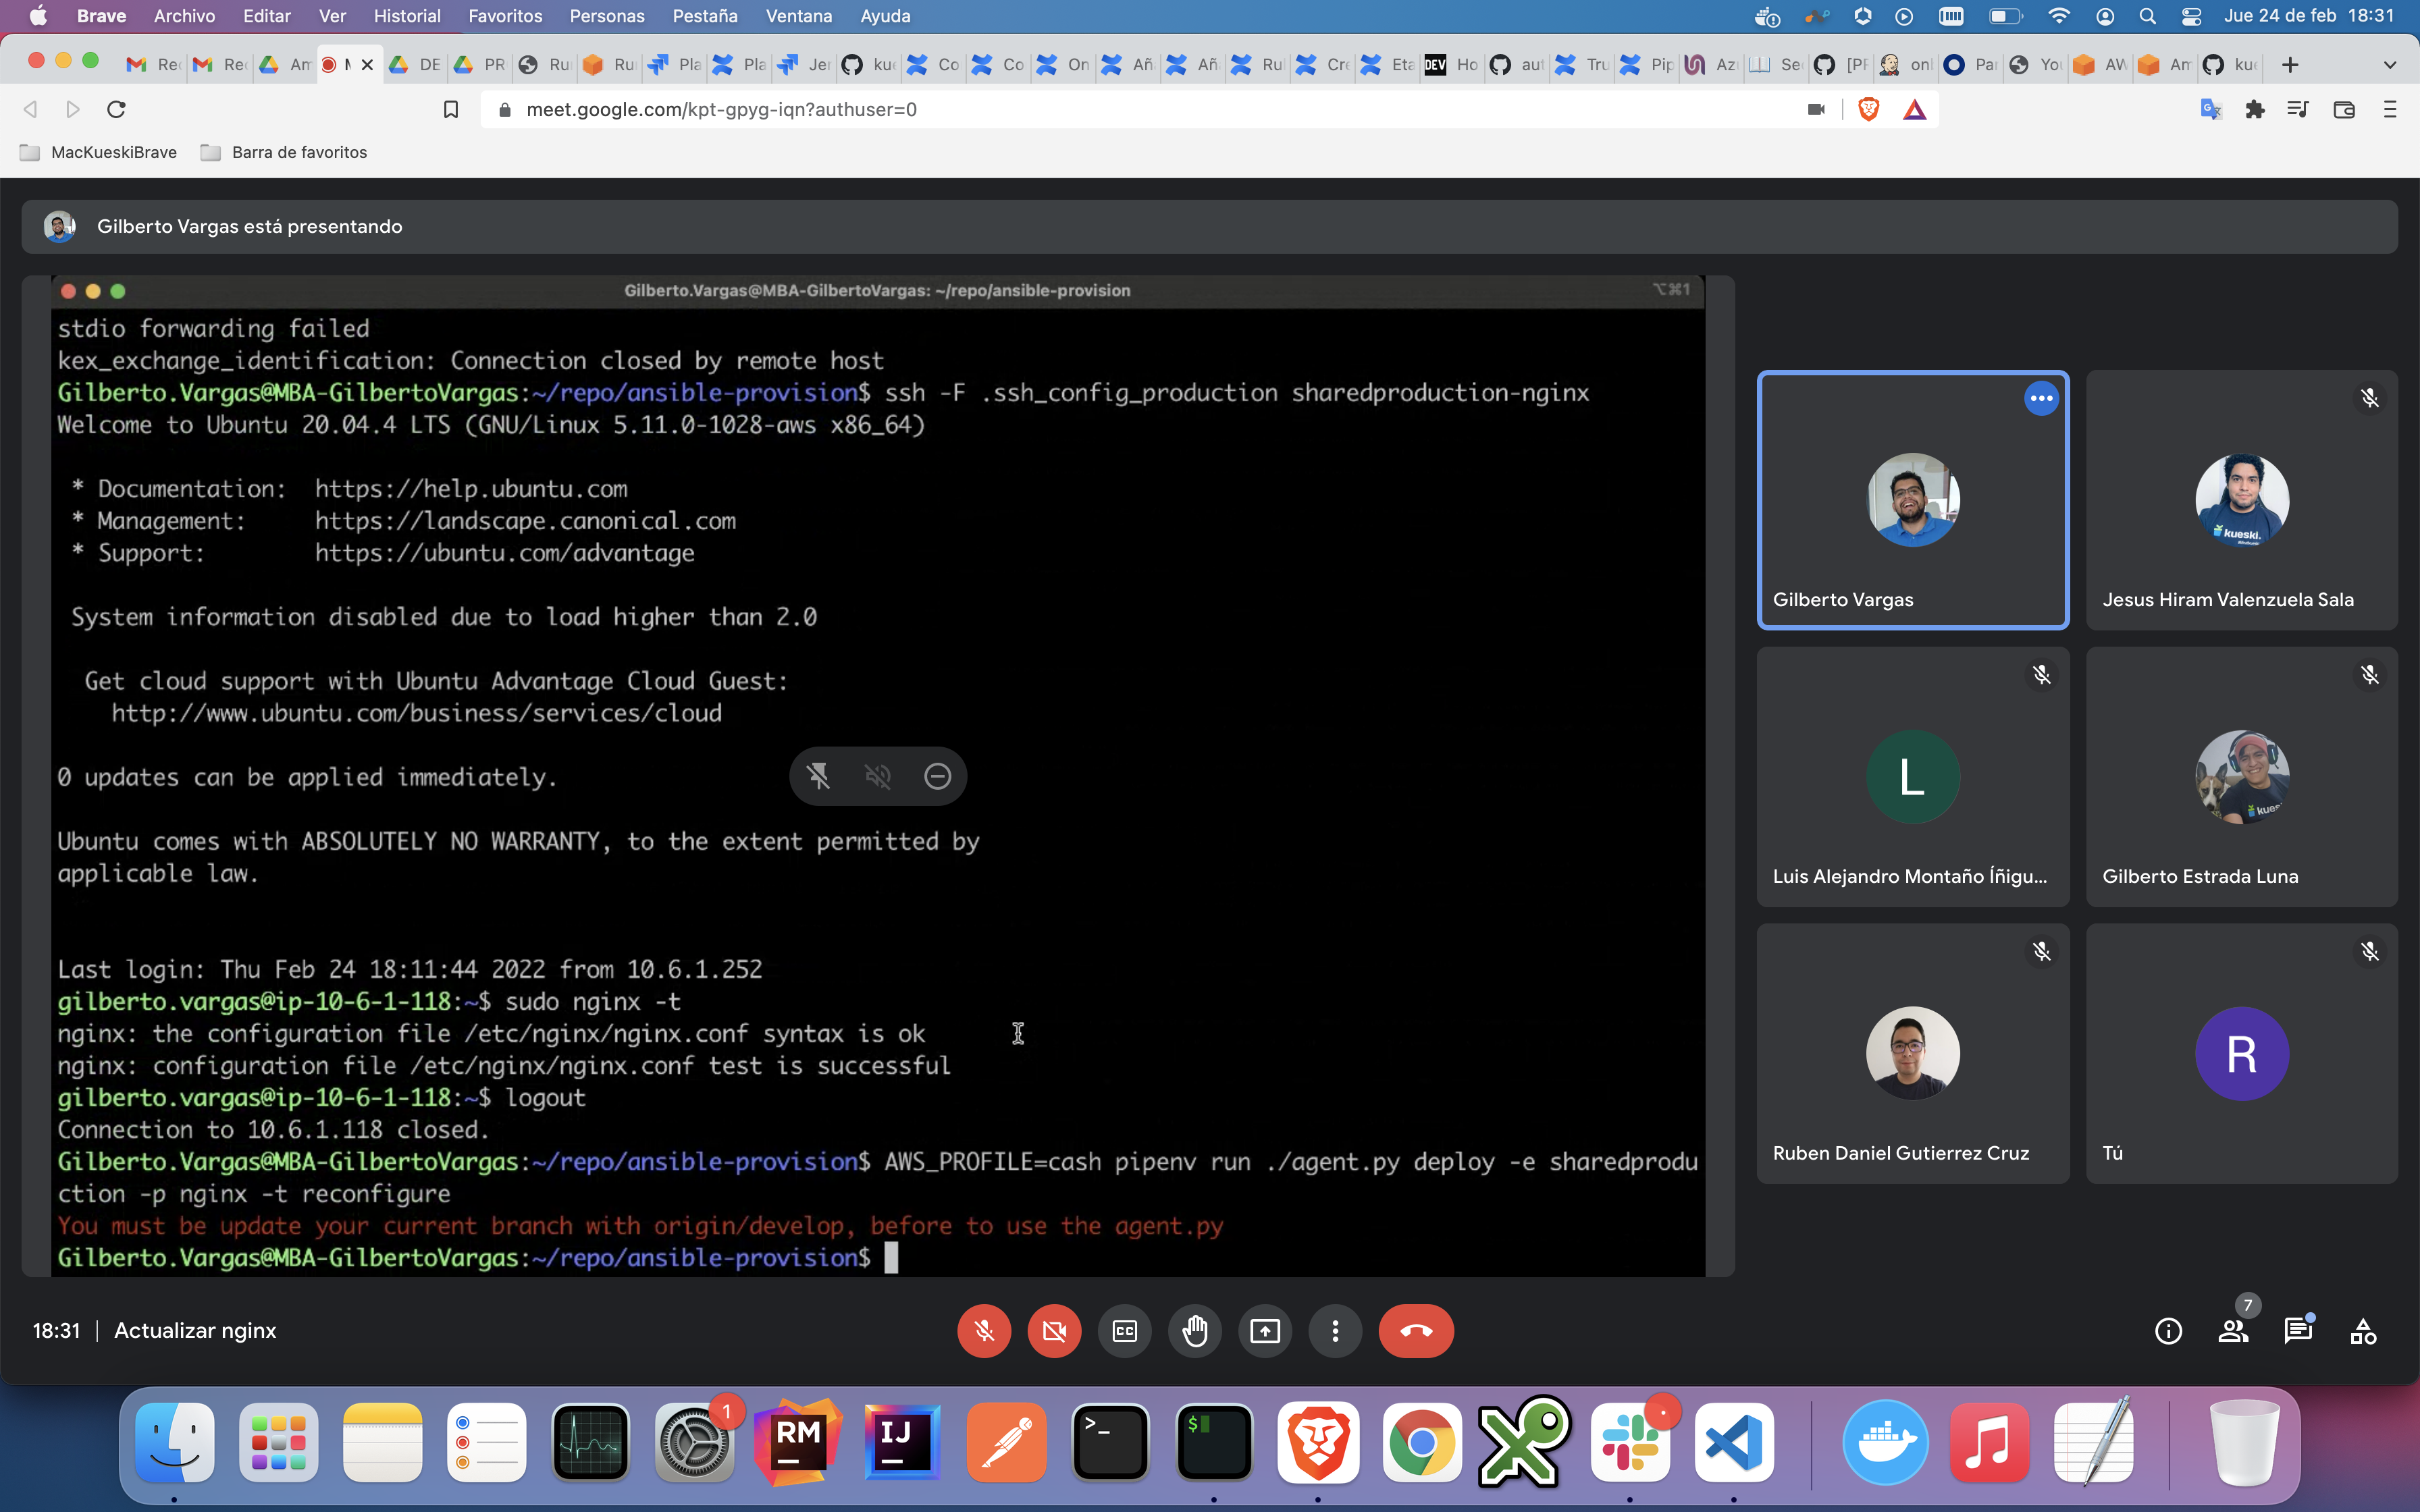 Brave Archivo Editar Ver Historial Favoritos Personas Pestaña Ventana Ayuda Jue 24 de feb 18:31
Rec Rec Am M DE PR Ru Ru Pla Pla Jer kue Co Co On Añ Añ Rui Cre Eta DEV Ho aut Tru Pip Az Se [PF onl Pa Yo AW Am kue
meet.google.com/kpt-gpyg-iqn?authuser=0
MacKueskiBrave Barra de favoritos
Gilberto Vargas está presentando
Gilberto.Vargas@MBA-GilbertoVargas: ~/repo/ansible-provision ⌥⌘1
stdio forwarding failed
kex_exchange_identification: Connection closed by remote host
Gilberto.Vargas@MBA-GilbertoVargas:~/repo/ansible-provision$ ssh -F .ssh_config_production sharedproduction-nginx
Welcome to Ubuntu 20.04.4 LTS (GNU/Linux 5.11.0-1028-aws x86_64)
* Documentation: https://help.ubuntu.com
* Management: https://landscape.canonical.com
* Support: https://ubuntu.com/advantage
System information disabled due to load higher than 2.0
Get cloud support with Ubuntu Advantage Cloud Guest:
http://www.ubuntu.com/business/services/cloud
0 updates can be applied immediately.
Ubuntu comes with ABSOLUTELY NO WARRANTY, to the extent permitted by
applicable law.
Last login: Thu Feb 24 18:11:44 2022 from 10.6.1.252
gilberto.vargas@ip-10-6-1-118:~$ sudo nginx -t
nginx: the configuration file /etc/nginx/nginx.conf syntax is ok
nginx: configuration file /etc/nginx/nginx.conf test is successful
gilberto.vargas@ip-10-6-1-118:~$ logout
Connection to 10.6.1.118 closed.
Gilberto.Vargas@MBA-GilbertoVargas:~/repo/ansible-provision$ AWS_PROFILE=cash pipenv run ./agent.py deploy -e sharedprodu
ction -p nginx -t reconfigure
You must be update your current branch with origin/develop, before to use the agent.py
Gilberto.Vargas@MBA-GilbertoVargas:~/repo/ansible-provision$
Gilberto Vargas
kueski.
Jesus Hiram Valenzuela Sala
L
Luis Alejandro Montaño Íñigu...
kues
Gilberto Estrada Luna
Ruben Daniel Gutierrez Cruz
R
Tú
18:31 | Actualizar nginx
CC
7
1
RM
IJ
>_
$